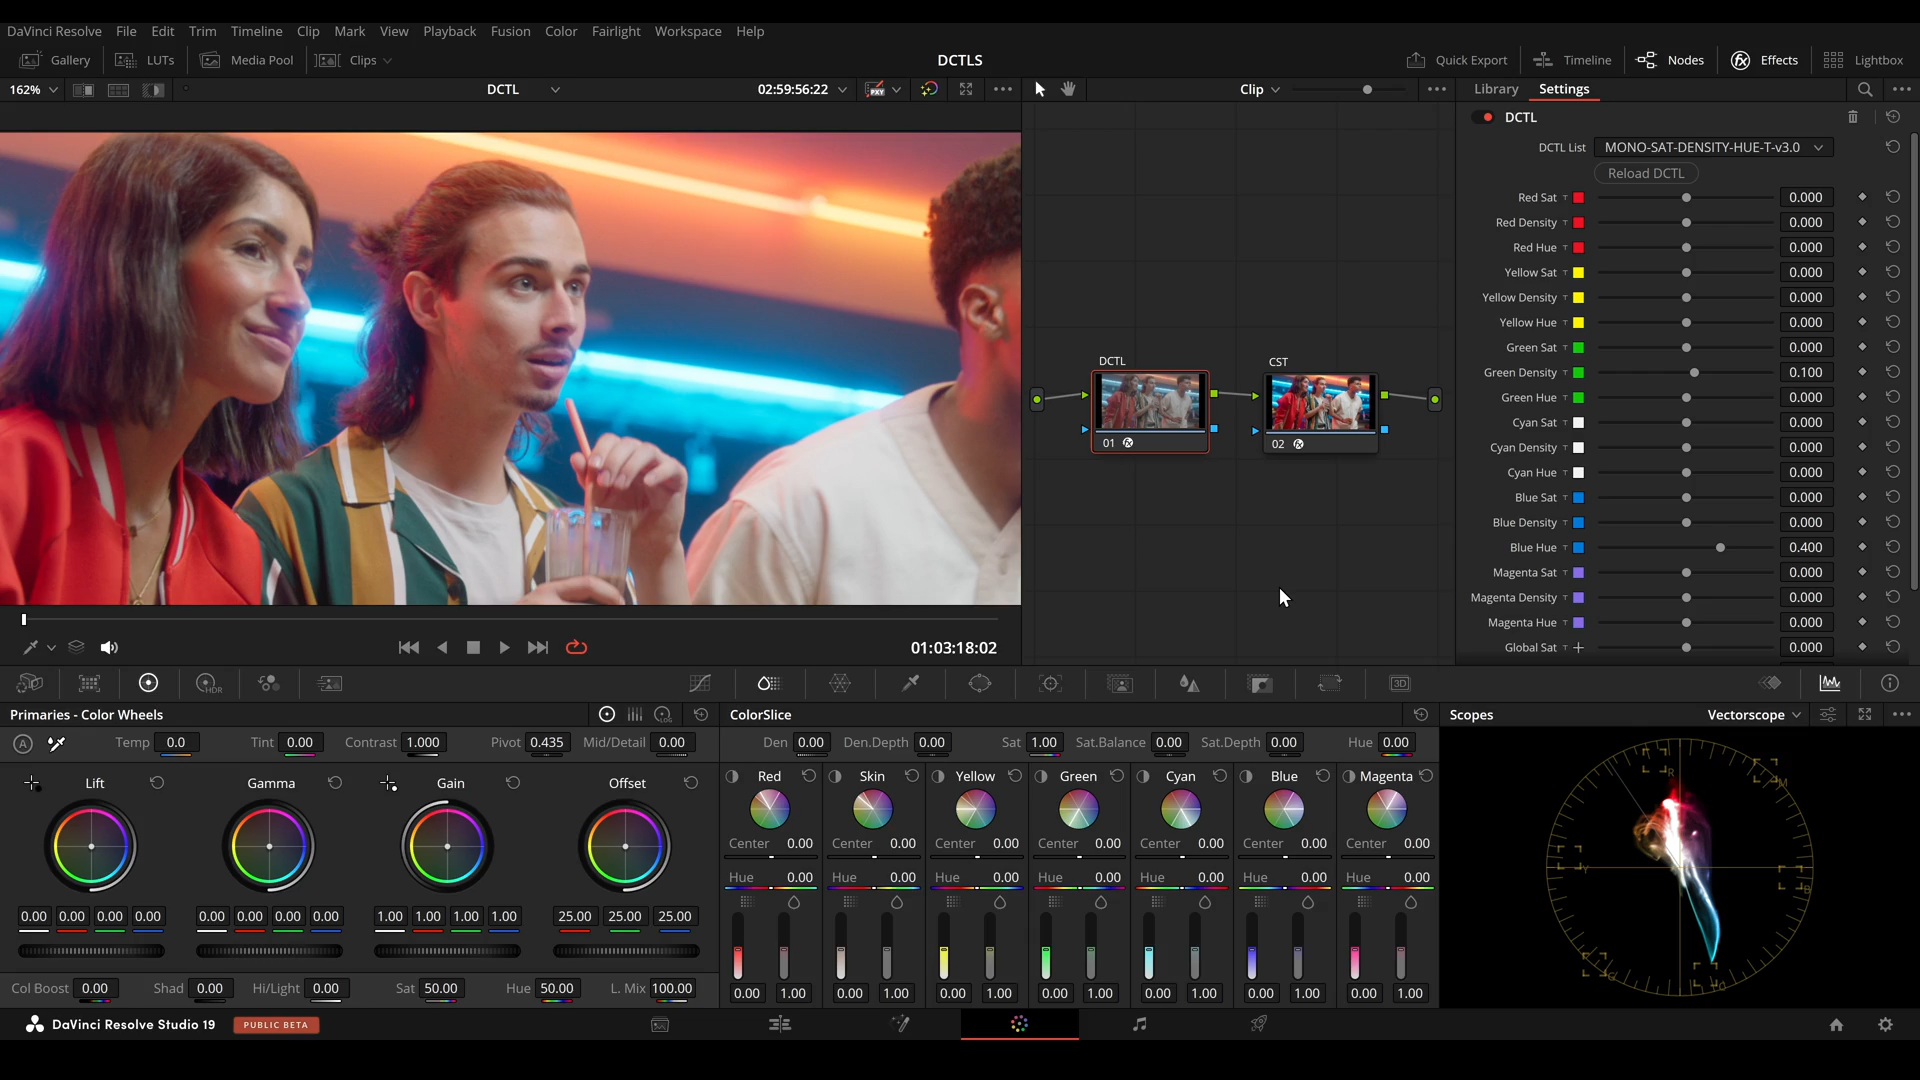 DaVinci Resolve File Edit Trim Timeline Clip Mark View Playback Fusion Color Fairlight Workspace Help
Gallery LUTs Media Pool Clips DCTLS Quick Export Timeline Nodes Effects Lightbox
162% DCTL 02:59:56:22 PXY Clip Library Settings
DCTL
DCTL List MONO-SAT-DENSITY-HUE-T-v3.0
Reload DCTL
Red Sat T 0.000
Red Density T 0.000
Red Hue T 0.000
Yellow Sat T 0.000
Yellow Density T 0.000
Yellow Hue T 0.000
Green Sat T 0.000
Green Density T 0.100
Green Hue T 0.000
Cyan Sat T 0.000
Cyan Density T 0.000
Cyan Hue T 0.000
Blue Sat T 0.000
Blue Density T 0.000
Blue Hue T 0.400
Magenta Sat T 0.000
Magenta Density T 0.000
Magenta Hue T 0.000
Global Sat T 0.000
DCTL CST
01 02
01:03:18:02
HDR 3D
Primaries - Color Wheels LOG
A Temp 0.0 Tint 0.00 Contrast 1.000 Pivot 0.435 Mid/Detail 0.00
Lift Gamma Gain Offset
0.00 0.00 0.00 0.00 0.00 0.00 0.00 0.00 1.00 1.00 1.00 1.00 25.00 25.00 25.00
Col Boost 0.00 Shad 0.00 Hi/Light 0.00 Sat 50.00 Hue 50.00 L. Mix 100.00
ColorSlice
Den 0.00 Den.Depth 0.00 Sat 1.00 Sat.Balance 0.00 Sat.Depth 0.00 Hue 0.00
Red Skin Yellow Green Cyan Blue Magenta
Center 0.00 Center 0.00 Center 0.00 Center 0.00 Center 0.00 Center 0.00 Center 0.00
Hue 0.00 Hue 0.00 Hue 0.00 Hue 0.00 Hue 0.00 Hue 0.00 Hue 0.00
0.00 1.00 0.00 1.00 0.00 1.00 0.00 1.00 0.00 1.00 0.00 1.00 0.00 1.00
Scopes Vectorscope
R
M
Y
B
G
C
DaVinci Resolve Studio 19 PUBLIC BETA